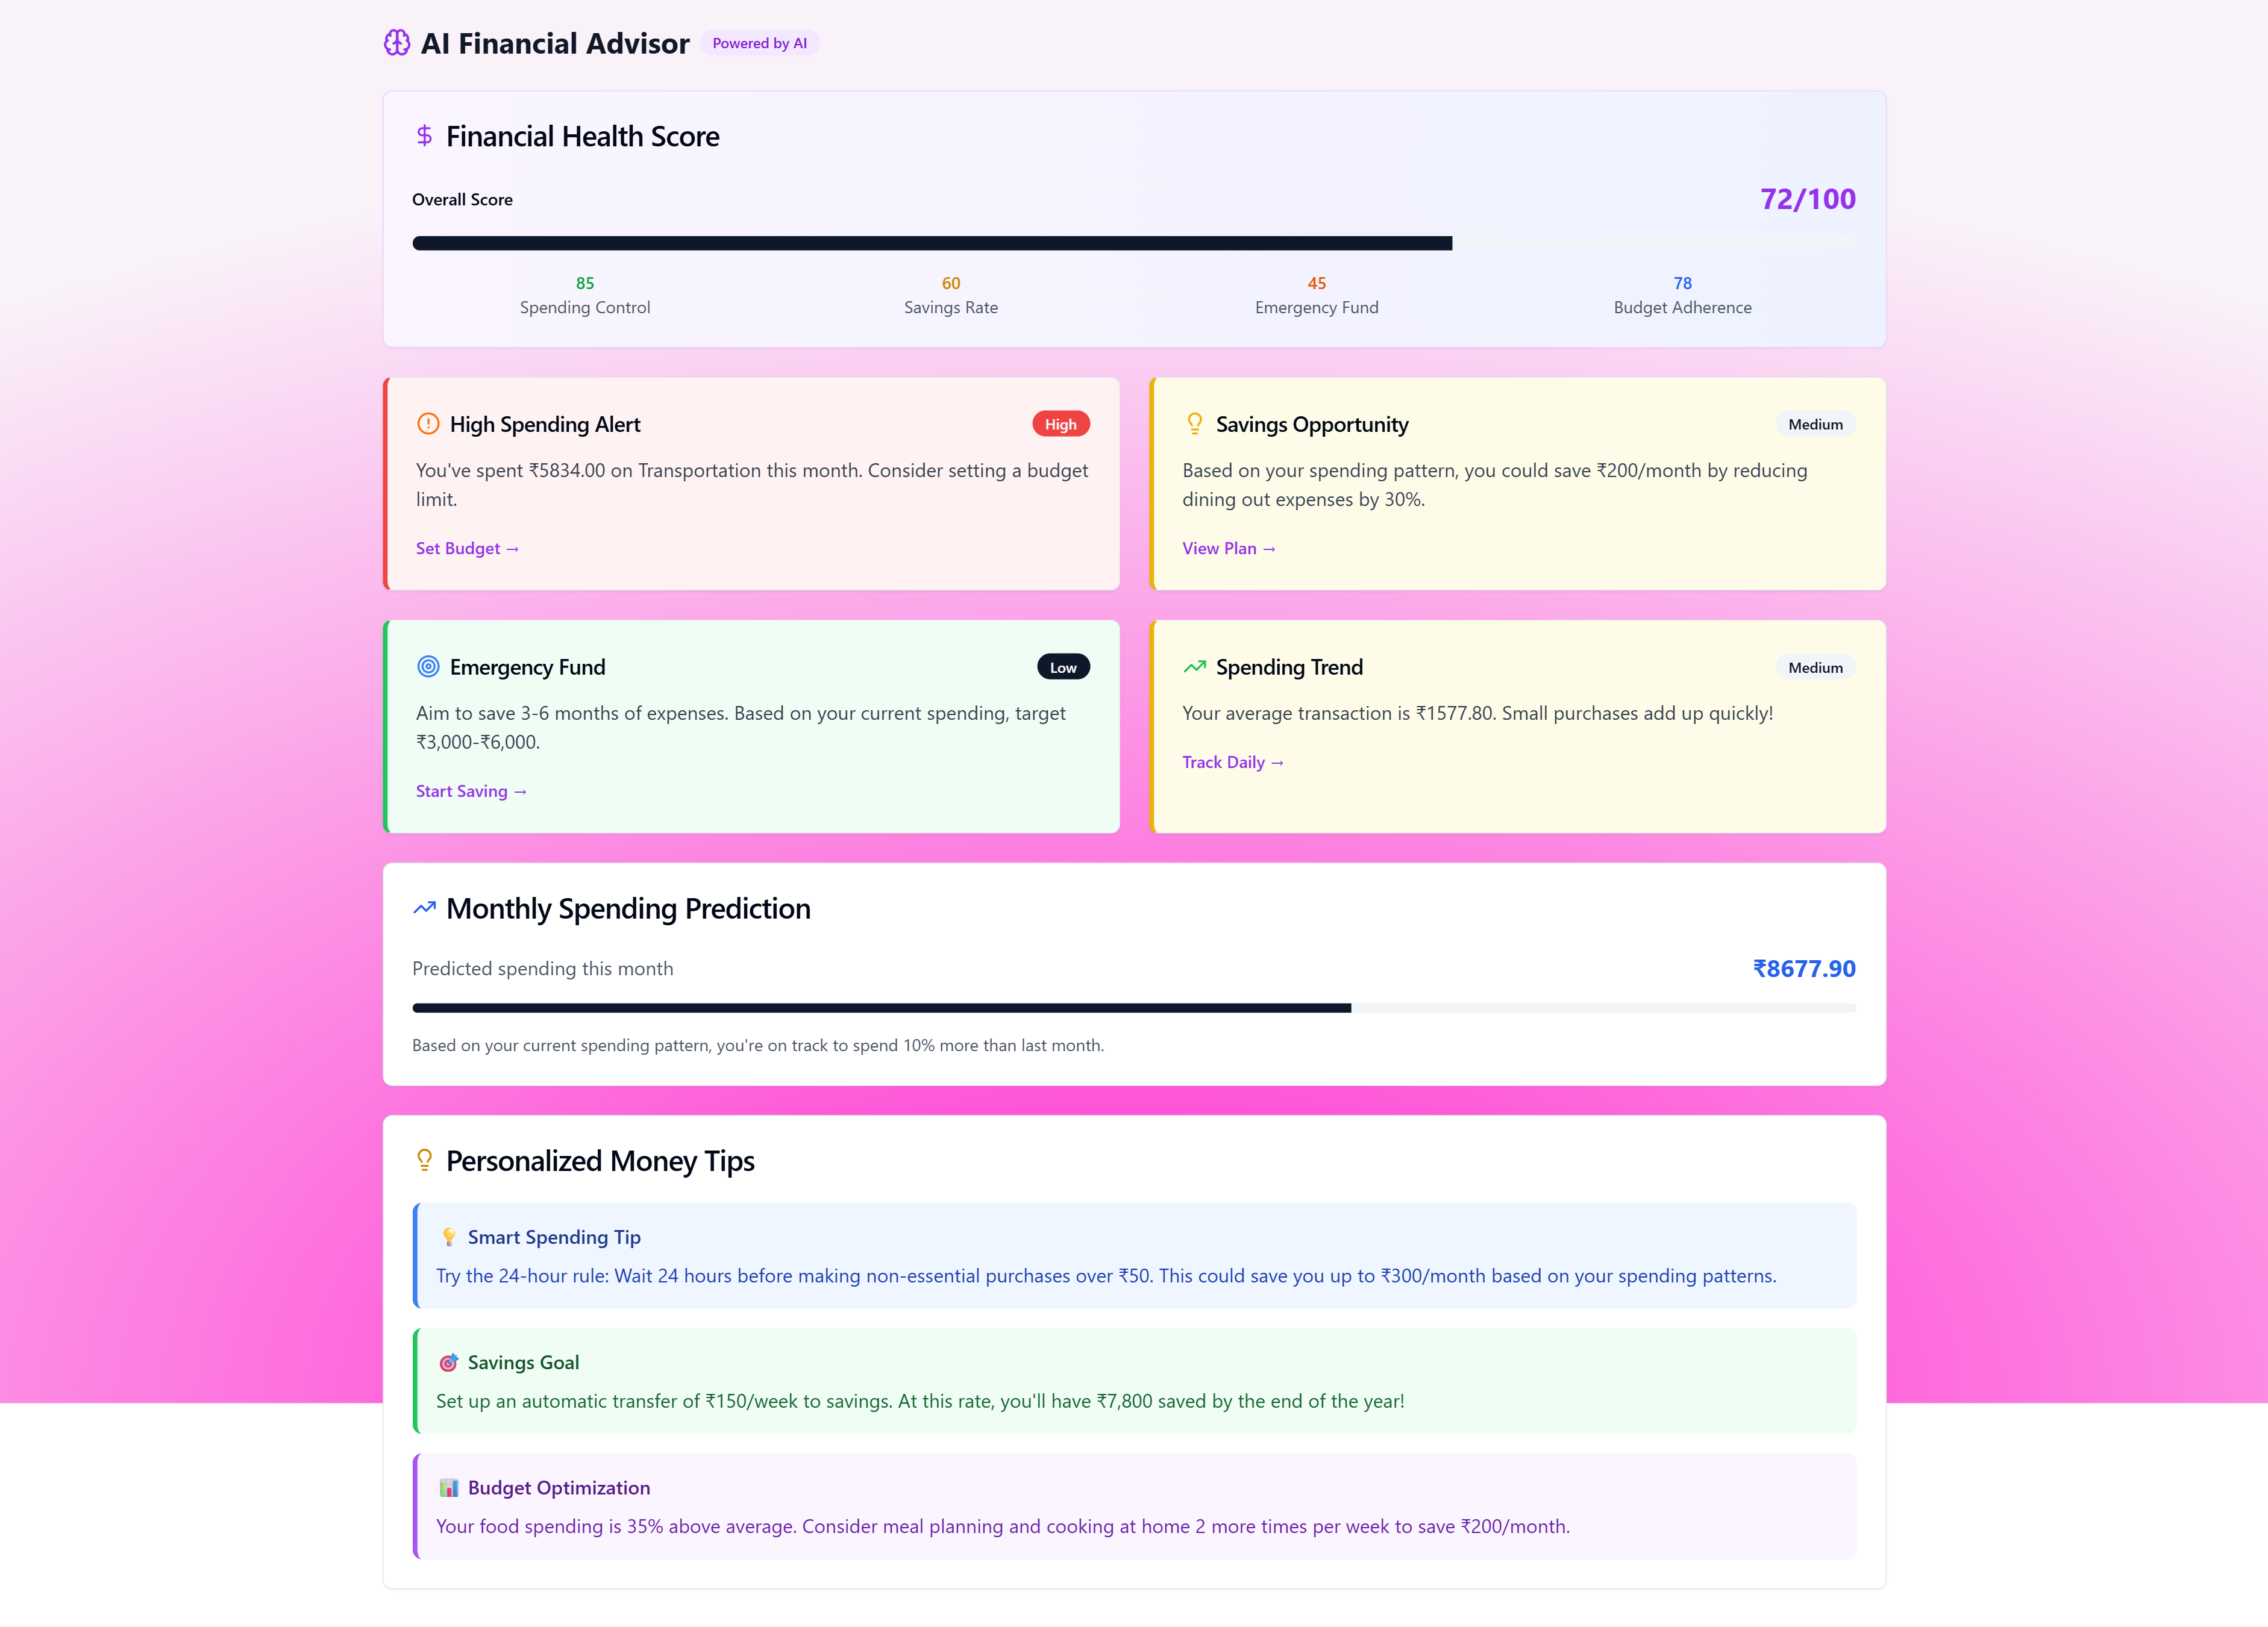 AI Financial Advisor Powered by AI
Financial Health Score
Overall Score 72/100
85 60 45 78
Spending Control Savings Rate Emergency Fund Budget Adherence
High Spending Alert High
You've spent ₹5834.00 on Transportation this month. Consider setting a budget
limit.
Set Budget →
Savings Opportunity Medium
Based on your spending pattern, you could save ₹200/month by reducing
dining out expenses by 30%.
View Plan →
Emergency Fund Low
Aim to save 3-6 months of expenses. Based on your current spending, target
₹3,000-₹6,000.
Start Saving →
Spending Trend Medium
Your average transaction is ₹1577.80. Small purchases add up quickly!
Track Daily →
Monthly Spending Prediction
Predicted spending this month ₹8677.90
Based on your current spending pattern, you're on track to spend 10% more than last month.
Personalized Money Tips
💡 Smart Spending Tip
Try the 24-hour rule: Wait 24 hours before making non-essential purchases over ₹50. This could save you up to ₹300/month based on your spending patterns.
🎯 Savings Goal
Set up an automatic transfer of ₹150/week to savings. At this rate, you'll have ₹7,800 saved by the end of the year!
📊 Budget Optimization
Your food spending is 35% above average. Consider meal planning and cooking at home 2 more times per week to save ₹200/month.